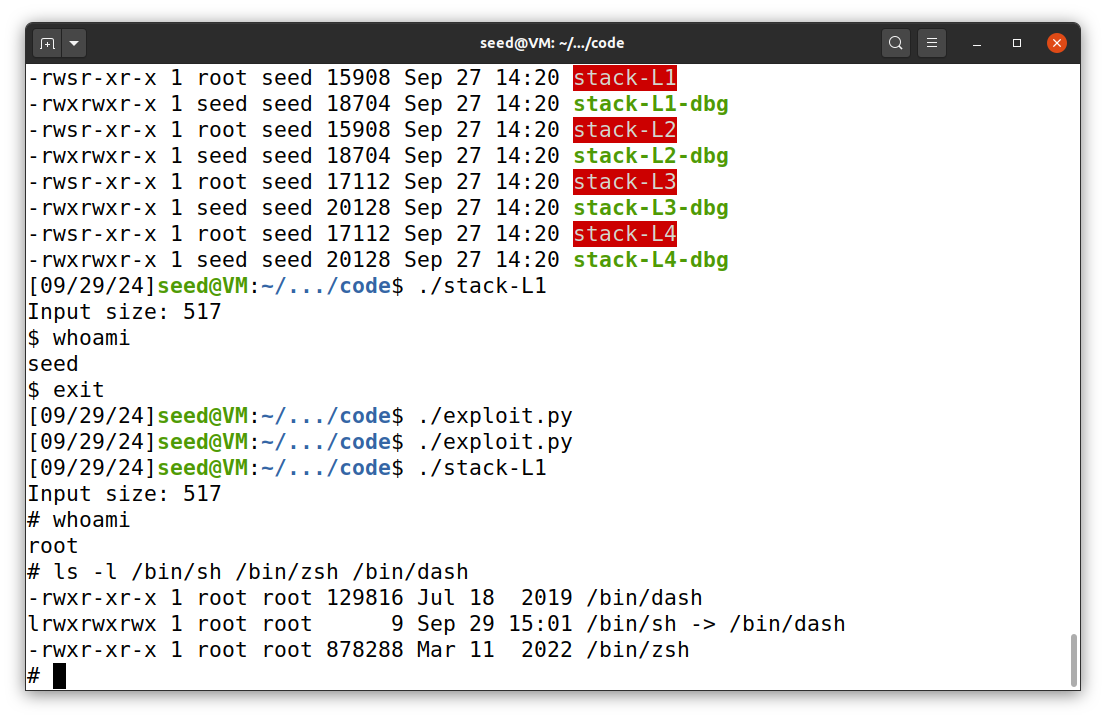 seed@VM: ~/.../code
-rwsr-xr-x 1 root seed 15908 Sep 27 14:20 stack-L1
-rwxrwxr-x 1 seed seed 18704 Sep 27 14:20 stack-L1-dbg
-rwsr-xr-x 1 root seed 15908 Sep 27 14:20 stack-L2
-rwxrwxr-x 1 seed seed 18704 Sep 27 14:20 stack-L2-dbg
-rwsr-xr-x 1 root seed 17112 Sep 27 14:20 stack-L3
-rwxrwxr-x 1 seed seed 20128 Sep 27 14:20 stack-L3-dbg
-rwsr-xr-x 1 root seed 17112 Sep 27 14:20 stack-L4
-rwxrwxr-x 1 seed seed 20128 Sep 27 14:20 stack-L4-dbg
[09/29/24]seed@VM:~/.../code$ ./stack-L1
Input size: 517
$ whoami
seed
$ exit
[09/29/24]seed@VM:~/.../code$ ./exploit.py
[09/29/24]seed@VM:~/.../code$ ./exploit.py
[09/29/24]seed@VM:~/.../code$ ./stack-L1
Input size: 517
# whoami
root
# ls -l /bin/sh /bin/zsh /bin/dash
-rwxr-xr-x 1 root root 129816 Jul 18  2019 /bin/dash
lrwxrwxrwx 1 root root      9 Sep 29 15:01 /bin/sh -> /bin/dash
-rwxr-xr-x 1 root root 878288 Mar 11  2022 /bin/zsh
#